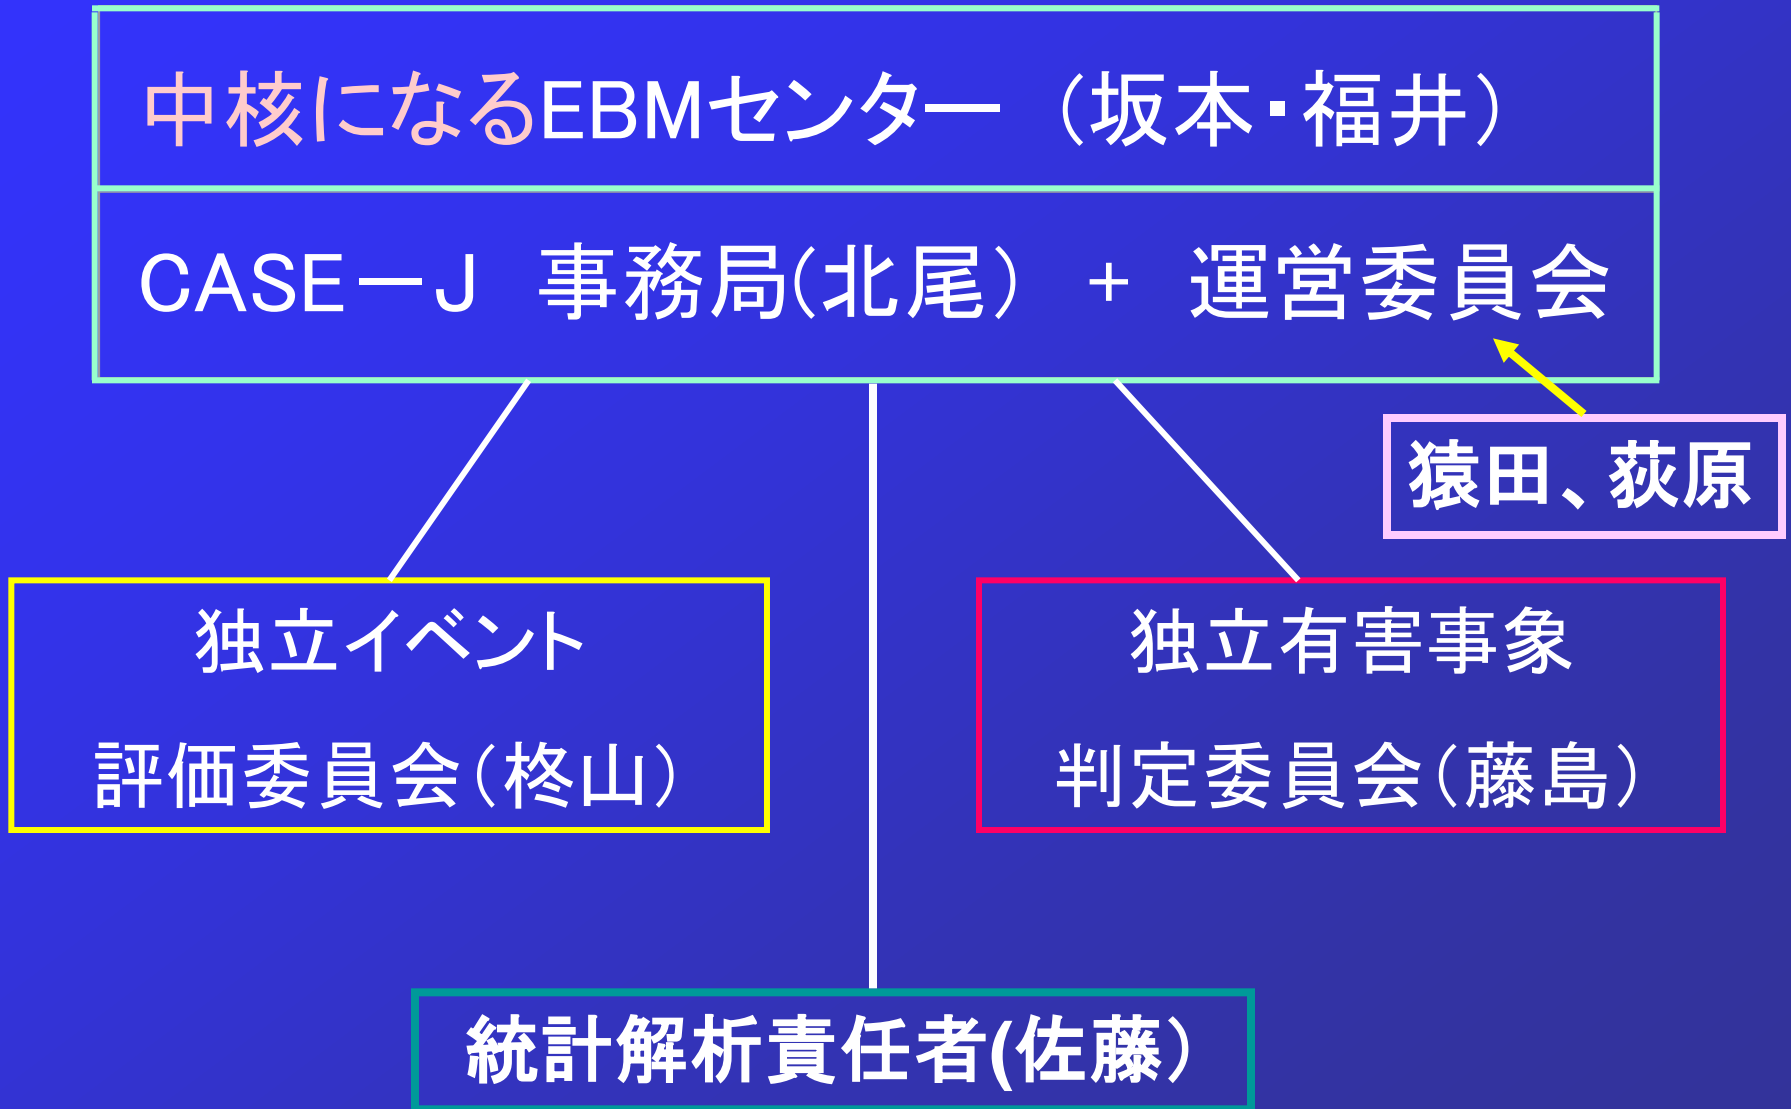 中核になるEBMセンター（坂本・福井）
CASE－J　事務局(北尾）　+　運営委員会
猿田、荻原
独立イベント
評価委員会（柊山）
独立有害事象
判定委員会（藤島）
統計解析責任者(佐藤）